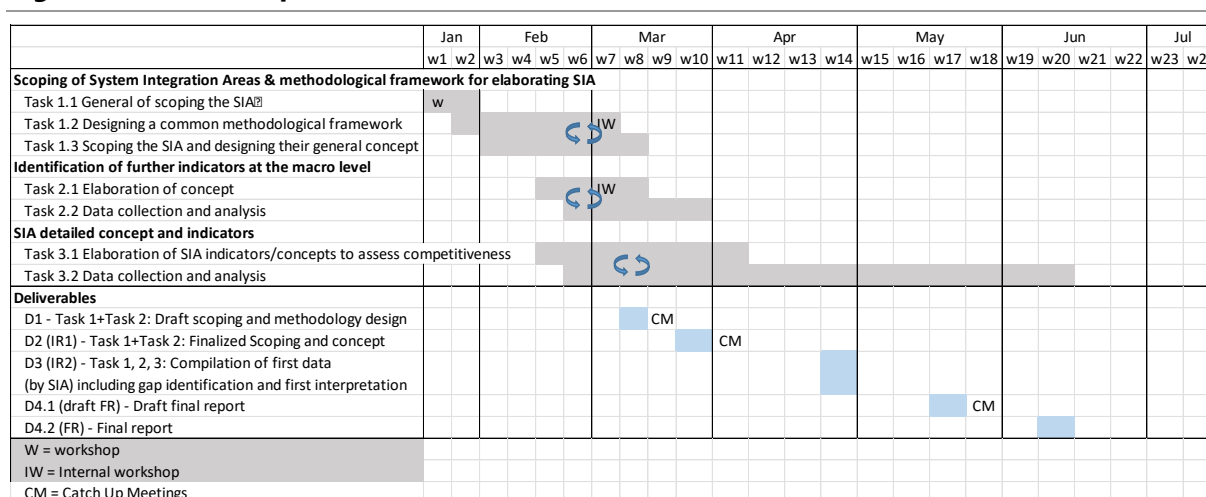 Jan Feb Mar Apr May Jun Jul
w1 w2 w3 w4 w5 w6 w7 w8 w9 w10 w11 w12 w13 w14 w15 w16 w17 w18 w19 w20 w21 w22 w23
Scoping of System Integration Areas & methodological framework for elaborating SIA
Task 1.1 General of scoping the SIA w
Task 1.2 Designing a common methodological framework IW
Task 1.3 Scoping the SIA and designing their general concept
Identification of further indicators at the macro level
Task 2.1 Elaboration of concept IW
Task 2.2 Data collection and analysis
SIA detailed concept and indicators
Task 3.1 Elaboration of SIA indicators/concepts to assess competitiveness
Task 3.2 Data collection and analysis
Deliverables
D1 - Task 1+Task 2: Draft scoping and methodology design CM
D2 (IR1) - Task 1+Task 2: Finalized Scoping and concept CM
D3 (IR2) - Task 1, 2, 3: Compilation of first data
(by SIA) including gap identification and first interpretation
D4.1 (draft FR) - Draft final report CM
D4.2 (FR) - Final report
W = workshop
IW = Internal workshop
CM = Catch Up Meetings